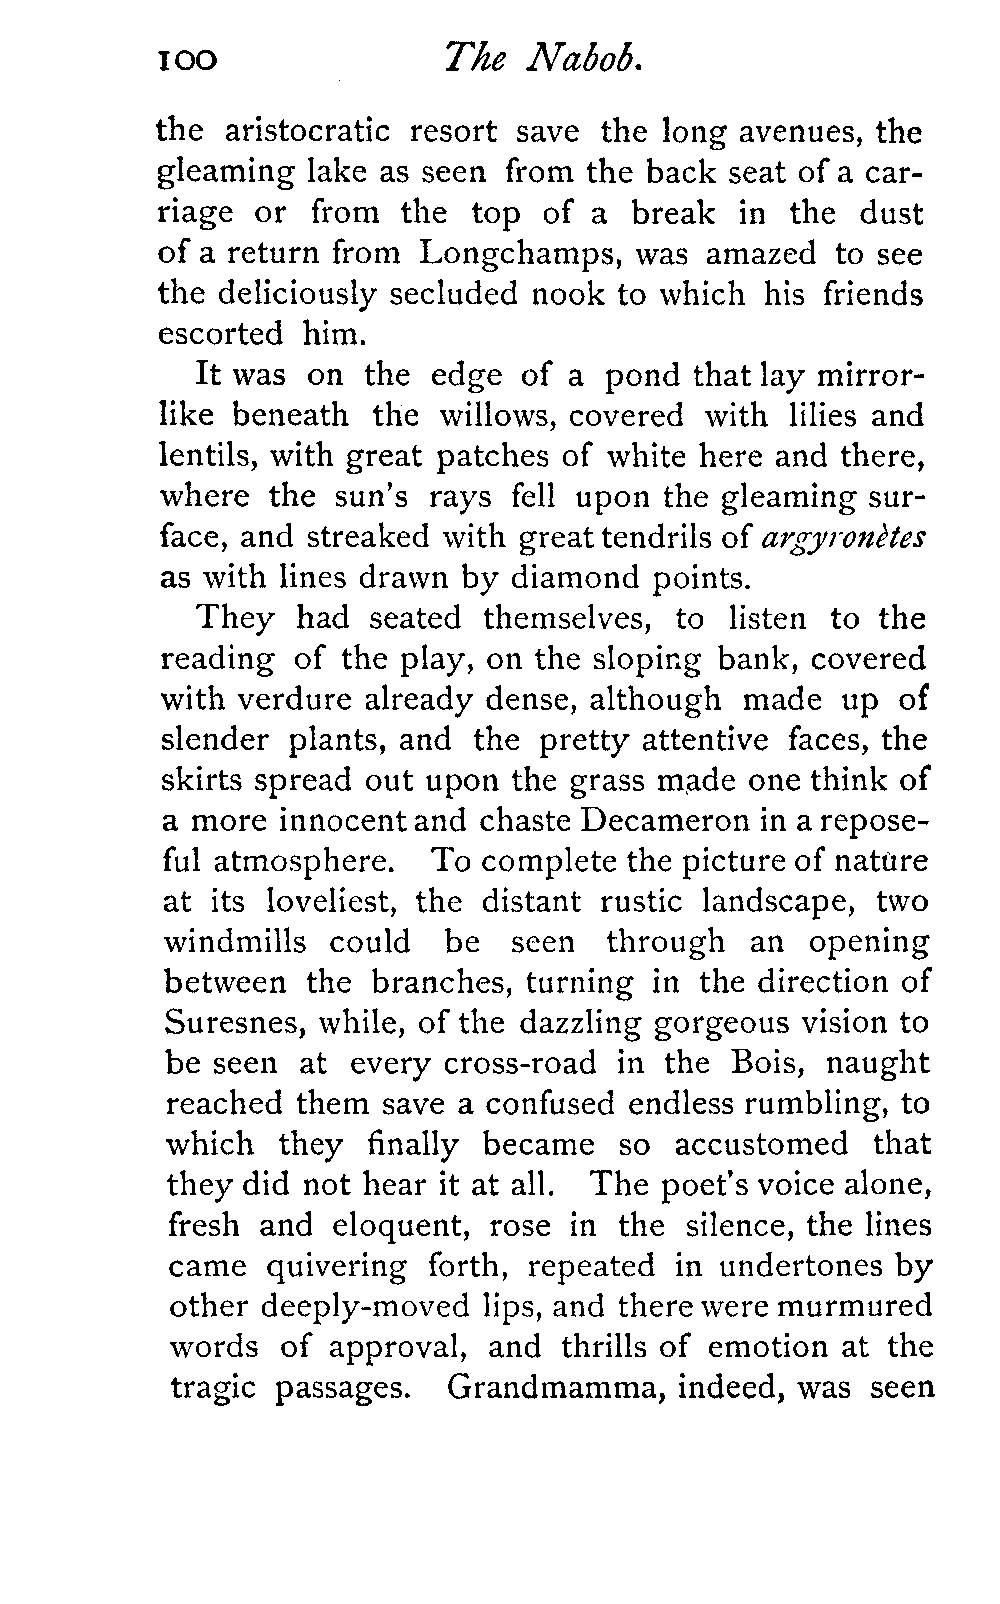 100 The Nabob.
the aristocratic resort save the long avenues, the
gleaming lake as seen from the back seat of a car-
riage or from the top of a break in the dust
of a return from Longchamps, was amazed to see
the deliciously secluded nook to which his friends
escorted him.
It was on the edge of a pond that lay mirror-
like beneath the willows, covered with lilies and
lentils, with great patches of white here and there,
where the sun's rays fell upon the gleaming sur-
face, and streaked with great tendrils of argyronètes
as with lines drawn by diamond points.
They had seated themselves, to listen to the
reading of the play, on the sloping bank, covered
with verdure already dense, although made up of
slender plants, and the pretty attentive faces, the
skirts spread out upon the grass made one think of
a more innocent and chaste Decameron in a repose-
ful atmosphere. To complete the picture of nature
at its loveliest, the distant rustic landscape, two
windmills could be seen through an opening
between the branches, turning in the direction of
Suresnes, while, of the dazzling gorgeous vision to
be seen at every cross-road in the Bois, naught
reached them save a confused endless rumbling, to
which they finally became so accustomed that
they did not hear it at all. The poet's voice alone,
fresh and eloquent, rose in the silence, the lines
came quivering forth, repeated in undertones by
other deeply-moved lips, and there were murmured
words of approval, and thrills of emotion at the
tragic passages. Grandmamma, indeed, was seen